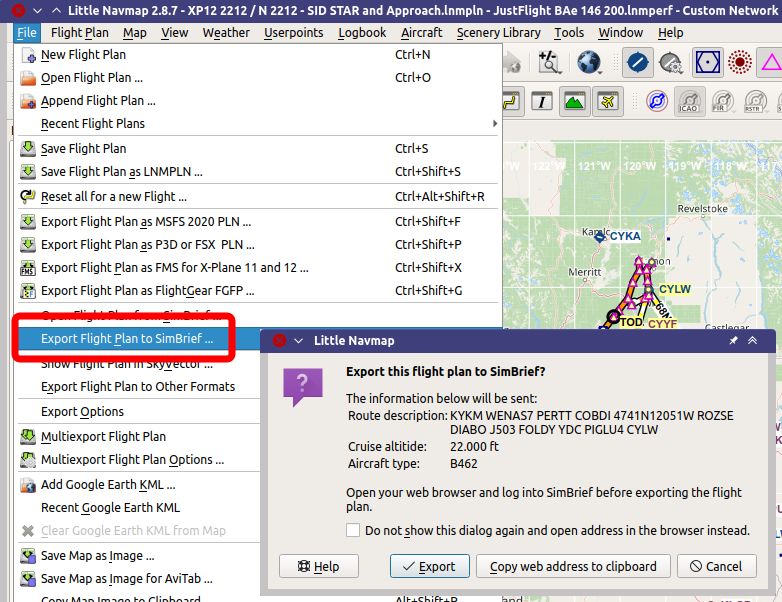 Little Navmap 2.8.7 - XP12 2212 / N 2212 - SID STAR and Approach.lnmpln - JustFlight BAe 146 200.lnmperf - Custom Network
File Flight Plan Map View Weather Userpoints Logbook Aircraft Scenery Library Tools Window Help
New Flight Plan Ctrl+N
Open Flight Plan ... Ctrl+O
Append Flight Plan ...
Recent Flight Plans
Save Flight Plan Ctrl+S
Save Flight Plan as LNMPLN ... Ctrl+Shift+S
Reset all for a new Flight ... Ctrl+Alt+Shift+R
Export Flight Plan as MSFS 2020 PLN ... Ctrl+Shift+F
Export Flight Plan as P3D or FSX PLN ... Ctrl+Shift+P
Export Flight Plan as FMS for X-Plane 11 and 12 ... Ctrl+Shift+X
Export Flight Plan as FlightGear FGFP ... Ctrl+Shift+G
Open Flight Plan from SimBrief ...
Export Flight Plan to SimBrief ...
Show Flight Plan in SkyVector ...
Export Flight Plan to Other Formats
Export Options
Multiexport Flight Plan
Multiexport Flight Plan Options ...
Add Google Earth KML ...
Recent Google Earth KML
Clear Google Earth KML from Map
Save Map as Image ...
Save Map as Image for AviTab ...
Copy Map Image to Clipboard
Alt+Shift+C
FMS
I
ICAO
FIR
RSTR
°W 122°W 121°W 120°W 119°W 118°W 117°
Revelstoke
CYKA
Merritt
CYLW
TOD
CYYF
68N
Castlegar
Little Navmap
?
Export this flight plan to SimBrief?
The information below will be sent:
Route description: KYKM WENAS7 PERTT COBDI 4741N12051W ROZSE
DIABO J503 FOLDY YDC PIGLU4 CYLW
Cruise altitide: 22.000 ft
Aircraft type: B462
Open your web browser and log into SimBrief before exporting the flight
plan.
Do not show this dialog again and open address in the browser instead.
Help Export Copy web address to clipboard Cancel